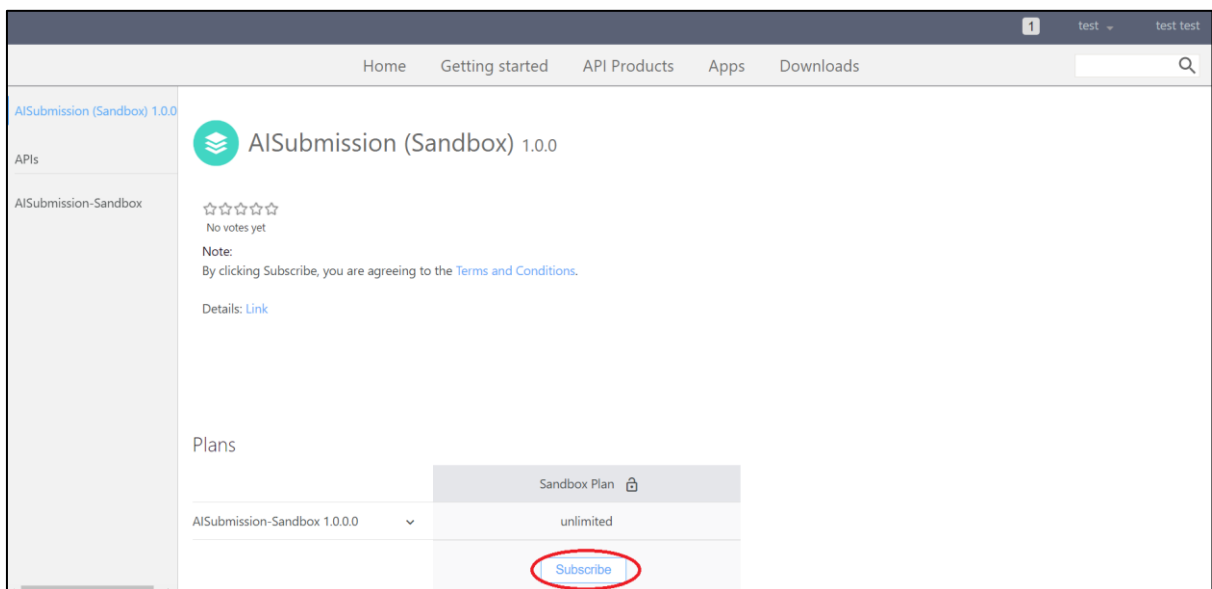 1 test test test
Home Getting started API Products Apps Downloads
AISubmission (Sandbox) 1.0.0
APIs
AISubmission-Sandbox
AISubmission (Sandbox) 1.0.0
No votes yet
Note:
By clicking Subscribe, you are agreeing to the Terms and Conditions.
Details: Link
Plans
Sandbox Plan
AISubmission-Sandbox 1.0.0.0 unlimited
Subscribe